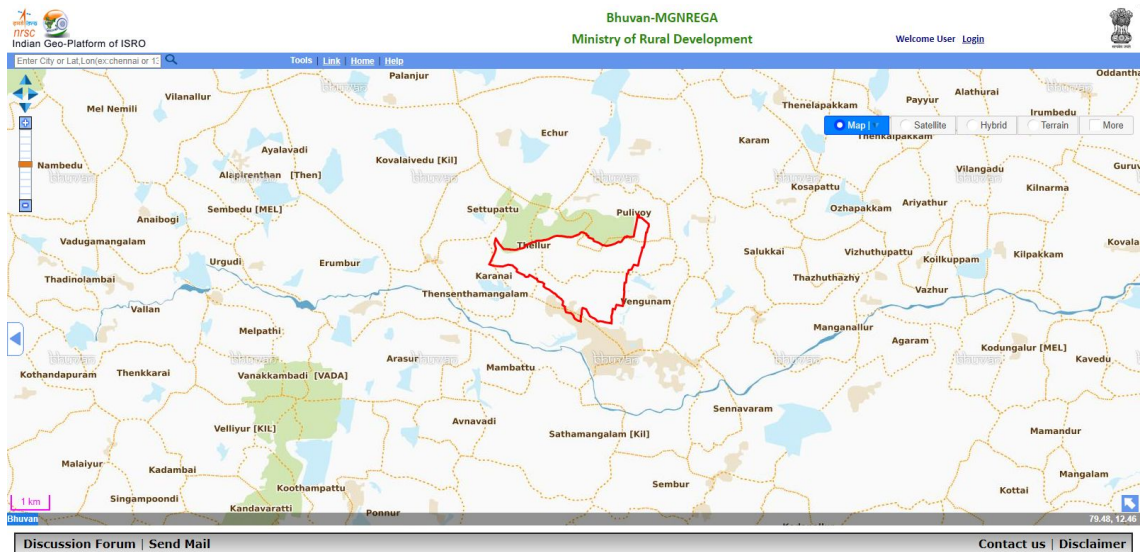 nrsc
Indian Geo-Platform of ISRO
Bhuvan-MGNREGA
Ministry of Rural Development
Welcome User Login
Enter City or Lat,Lon(ex:chennai or 1
Tools | Link | Home | Help
Palanjur
Oddantha
Vilanallur
Mel Nemili
Thenelapakkam
Payyur
Alathurai
Irumbedu
Map |
Satellite
Hybrid
Terrain
More
Echur
Karam
Thenkalpakkam
Ayalavadi
Kovalaivedu [Kil]
Nambedu
Alapirenthan [Then]
Vilangadu
Guruv
Kosapattu
Kilnarma
Sembedu [MEL]
Settupattu
Pulivoy
Ozhapakkam
Ariyathur
Anaibogi
Vadugamangalam
Thellur
Salukkai
Vizhuthupattu
Koilkuppam
Kilpakkam
Kovala
Urgudi
Erumbur
Thadinolambai
Karanai
Thazhuthazhy
Vazhur
Thensenthamangalam
Vengunam
Vallan
Melpathi
Manganallur
Agaram
Kodungalur [MEL]
Arasur
Kavedu
Kothandapuram
Thenkkarai
Vanakkambadi [VADA]
Mambattu
Sennavaram
Velliyur [KIL]
Avnavadi
Sathamangalam [Kil]
Mamandur
Malaiyur
Kadambai
Mangalam
Koothampattu
Sembur
Kottai
1 km
Singampoondi
Kandavaratti
Ponnur
Bhuvan
79.48, 12.46
Discussion Forum | Send Mail
Contact us | Disclaimer